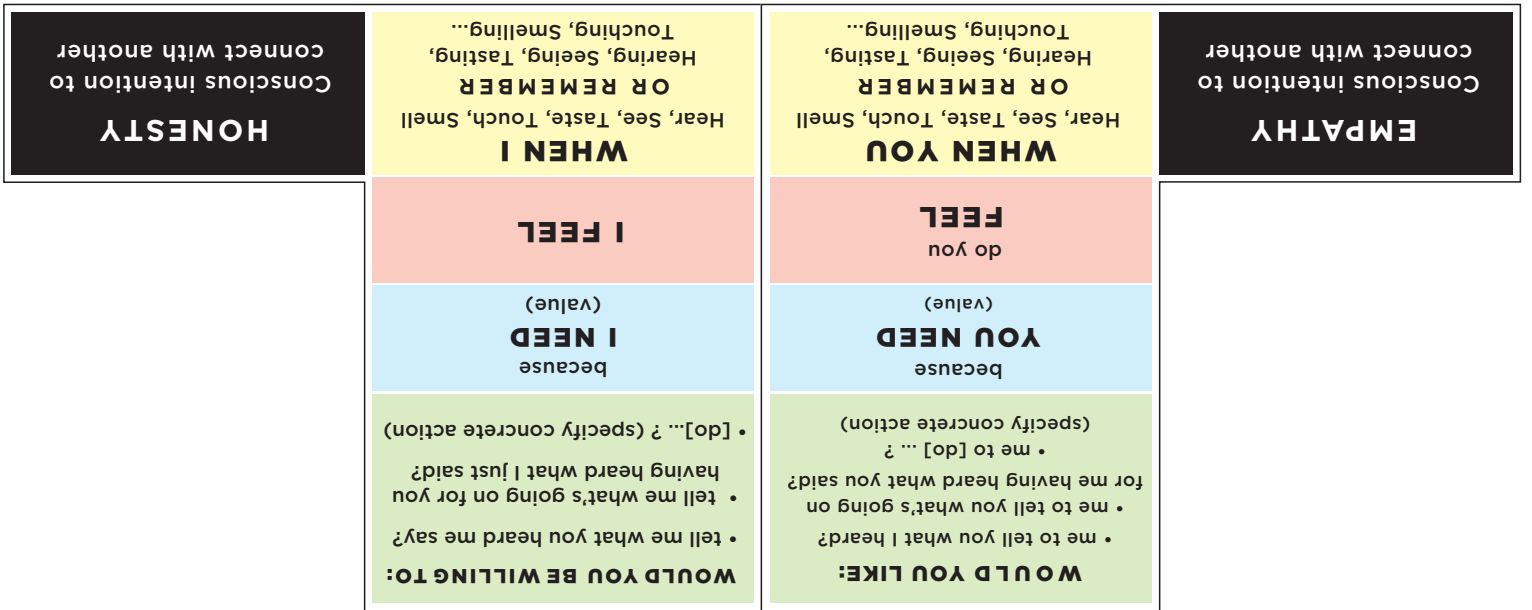 EMPATHY
Conscious intention to
connect with another
WOULD YOU LIKE:
• me to tell you what I heard?
• me to tell you what's going on
for me having heard what you said?
• me to [do] ... ?
(specify concrete action)
because
YOU NEED
(value)
do you
FEEL
WHEN YOU
Hear, See, Taste, Touch, Smell
OR REMEMBER
Hearing, Seeing, Tasting,
Touching, Smelling...
WOULD YOU BE WILLING TO:
• tell me what you heard me say?
• tell me what's going on for you
having heard what I just said?
• [do]... ? (specify concrete action)
because
I NEED
(value)
I FEEL
WHEN I
Hear, See, Taste, Touch, Smell
OR REMEMBER
Hearing, Seeing, Tasting,
Touching, Smelling...
HONESTY
Conscious intention to
connect with another